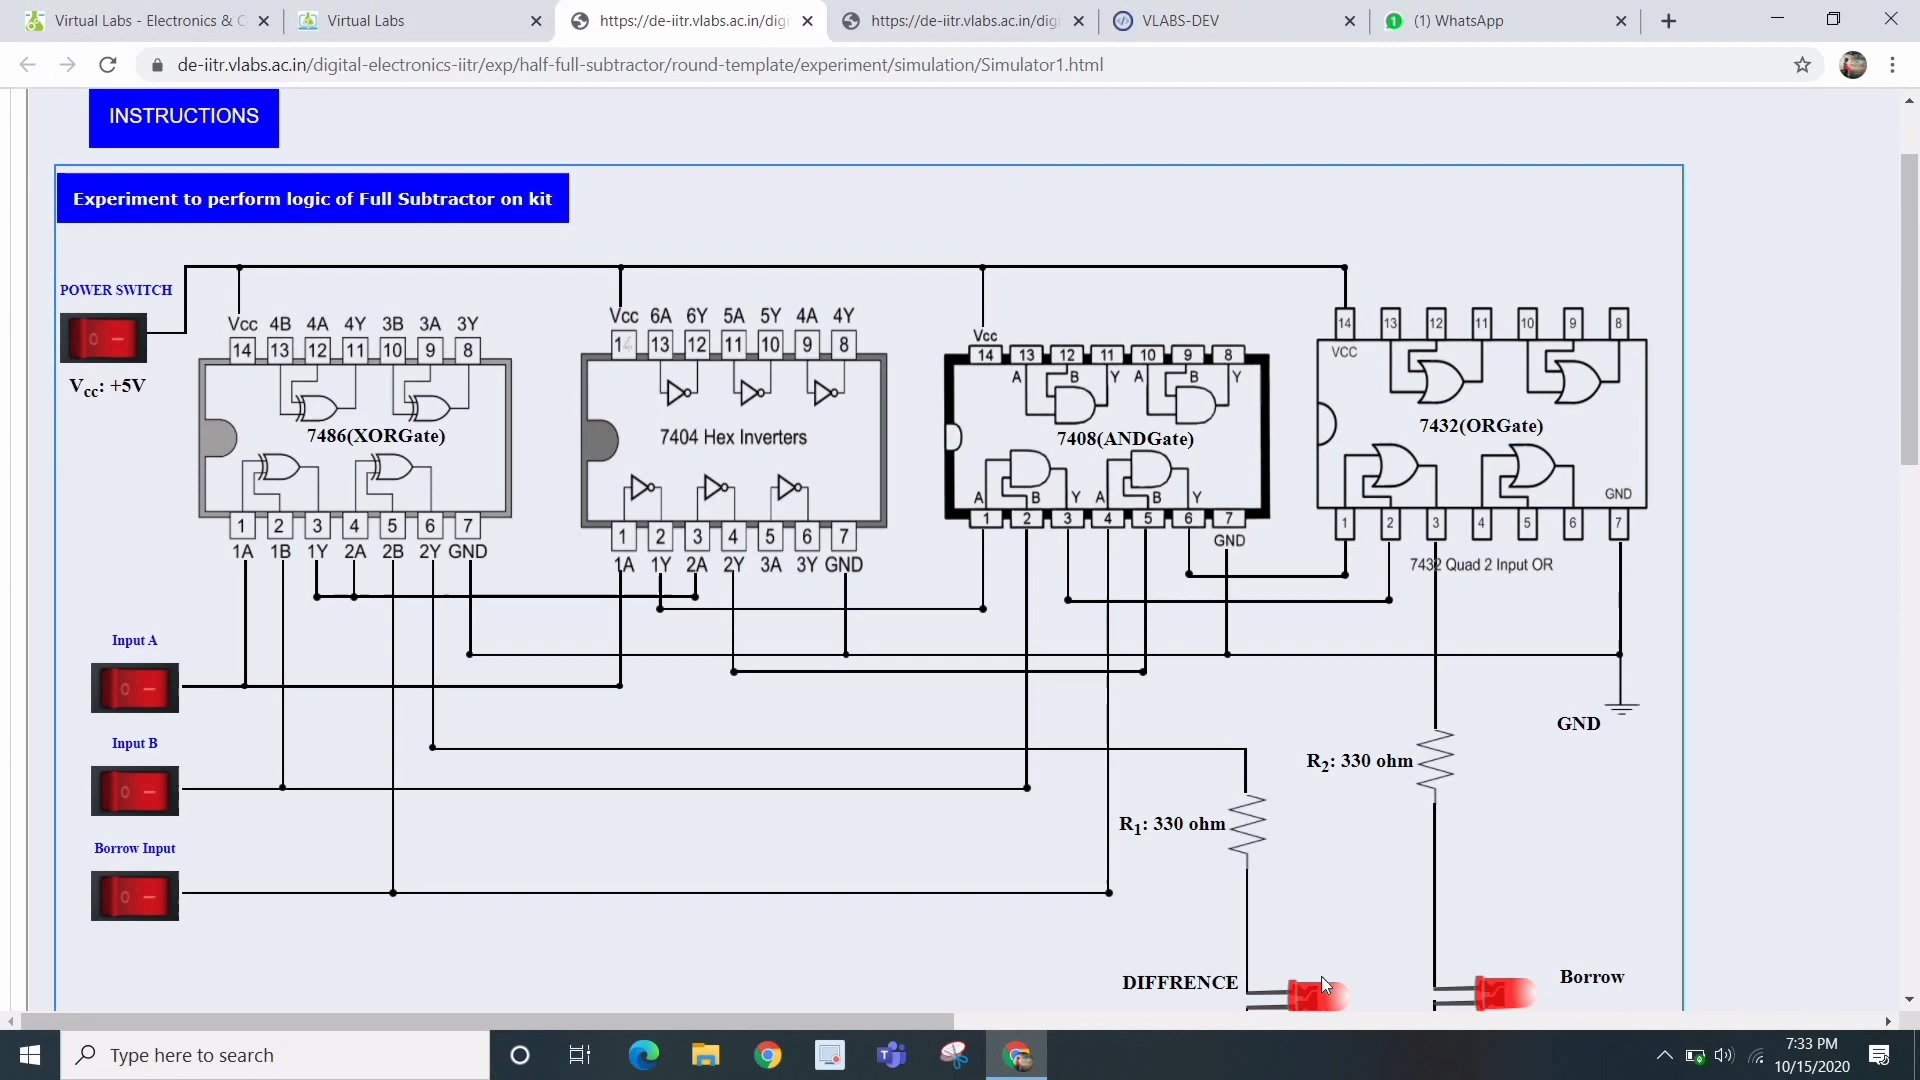 Virtual Labs - Electronics & C
Virtual Labs
https://de-iitr.vlabs.ac.in/digi
https://de-iitr.vlabs.ac.in/digi
VLABS-DEV
(1) WhatsApp
de-iitr.vlabs.ac.in/digital-electronics-iitr/exp/half-full-subtractor/round-template/experiment/simulation/Simulator1.html
INSTRUCTIONS
Experiment to perform logic of Full Subtractor on kit
POWER SWITCH
Vcc: +5V
Vcc 4B 4A 4Y 3B 3A 3Y
14 13 12 11 10 9 8
7486(XORGate)
1 2 3 4 5 6 7
1A 1B 1Y 2A 2B 2Y GND
Vcc 6A 6Y 5A 5Y 4A 4Y
14 13 12 11 10 9 8
7404 Hex Inverters
1 2 3 4 5 6 7
1A 1Y 2A 2Y 3A 3Y GND
Vcc
14 13 12 11 10 9 8
A B Y A B Y
7408(ANDGate)
A B Y A B Y
1 2 3 4 5 6 7
GND
14 13 12 11 10 9 8
VCC
7432(ORGate)
GND
1 2 3 4 5 6 7
7432 Quad 2 Input OR
Input A
Input B
Borrow Input
GND
R2: 330 ohm
R1: 330 ohm
DIFFRENCE
Borrow
Type here to search
7:33 PM
10/15/2020